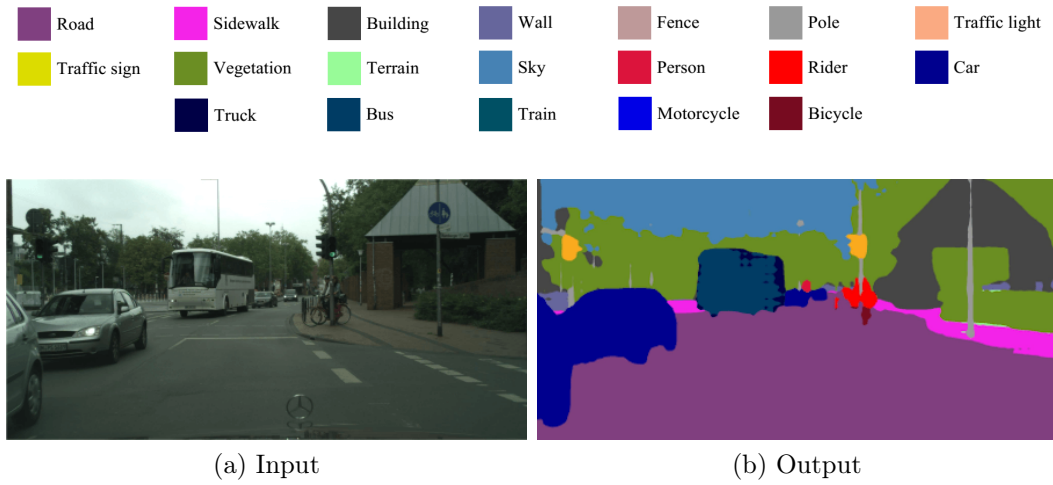 Road Sidewalk Building Wall Fence Pole Traffic light
Traffic sign Vegetation Terrain Sky Person Rider Car
Truck Bus Train Motorcycle Bicycle
(a) Input (b) Output